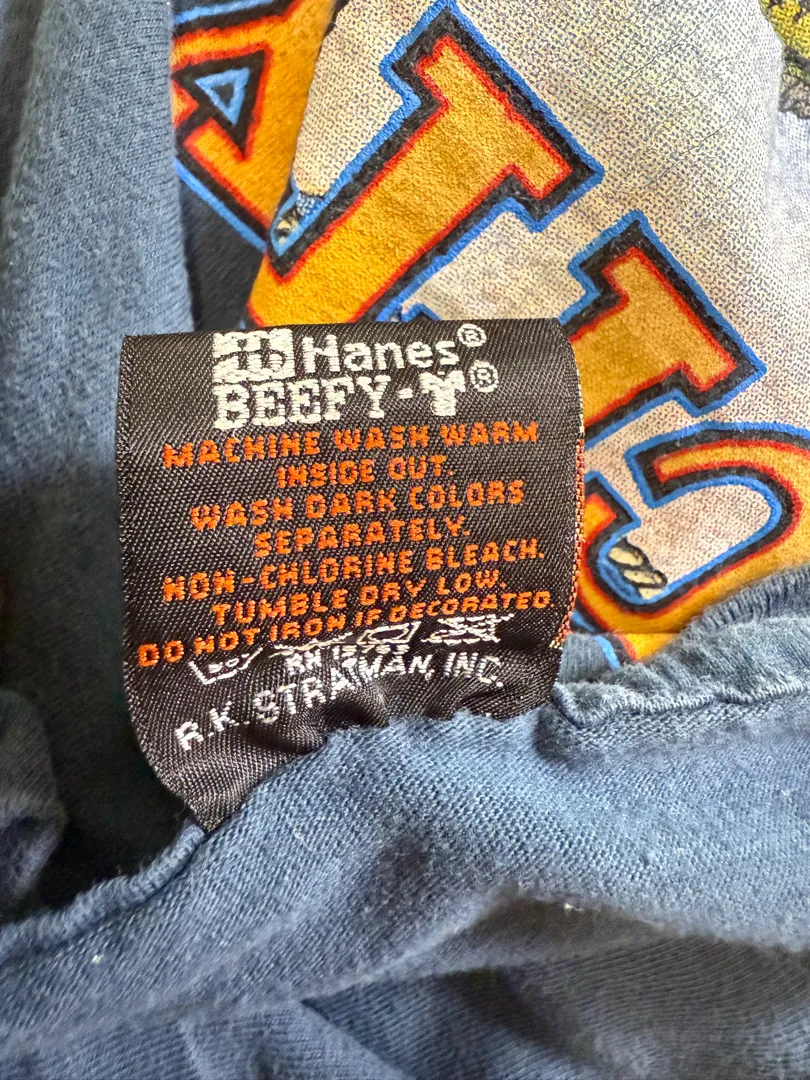 Hanes®
BEEFY-T®
MACHINE WASH WARM
INSIDE OUT.
WASH DARK COLORS
SEPARATELY.
NON-CHLORINE BLEACH.
TUMBLE DRY LOW.
DO NOT IRON IF DECORATED.
R.K. STRATMAN, INC.